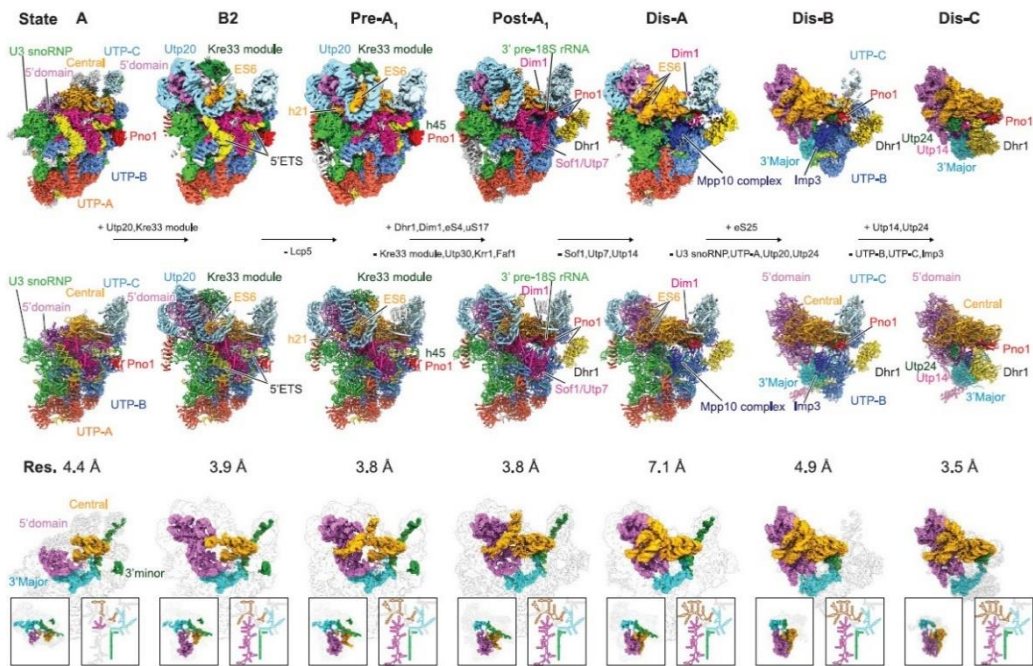 State A B2 Pre-A₁ Post-A₁ Dis-A Dis-B Dis-C
U3 snoRNP
Central
5'domain
UTP-C
UTP-B
UTP-A
Utp20
Kre33 module
5'domain
ES6
Pno1
5'ETS
Utp20
Kre33 module
ES6
h21
h45
Pno1
3' pre-18S rRNA
Dim1
Pno1
Dhr1
Sof1/Utp7
ES6
Dim1
Mpp10 complex
UTP-C
Pno1
Dhr1
3'Major
Imp3
UTP-B
Pno1
Utp24
Dhr1
Utp14
3'Major
+ Utp20,Kre33 module
- Lcp5
+ Dhr1,Dim1,eS4,uS17
- Kre33 module,Utp30,Krr1,Faf1
- Sof1,Utp7,Utp14
+ eS25
- U3 snoRNP,UTP-A,Utp20,Utp24
+ Utp14,Utp24
- UTP-B,UTP-C,Imp3
U3 snoRNP
Central
5'domain
UTP-C
Pno1
UTP-B
UTP-A
Utp20
Kre33 module
5'domain
ES6
5'ETS
Kre33 module
ES6
h21
h45
Pno1
3' pre-18S rRNA
Dim1
Pno1
Dhr1
Sof1/Utp7
Dim1
ES6
Mpp10 complex
5'domain
UTP-C
Central
Pno1
Dhr1
3'Major
Imp3
UTP-B
5'domain
Central
Pno1
Utp24
Dhr1
Utp14
3'Major
Res. 4.4 Å 3.9 Å 3.8 Å 3.8 Å 7.1 Å 4.9 Å 3.5 Å
Central
5'domain
3'minor
3'Major